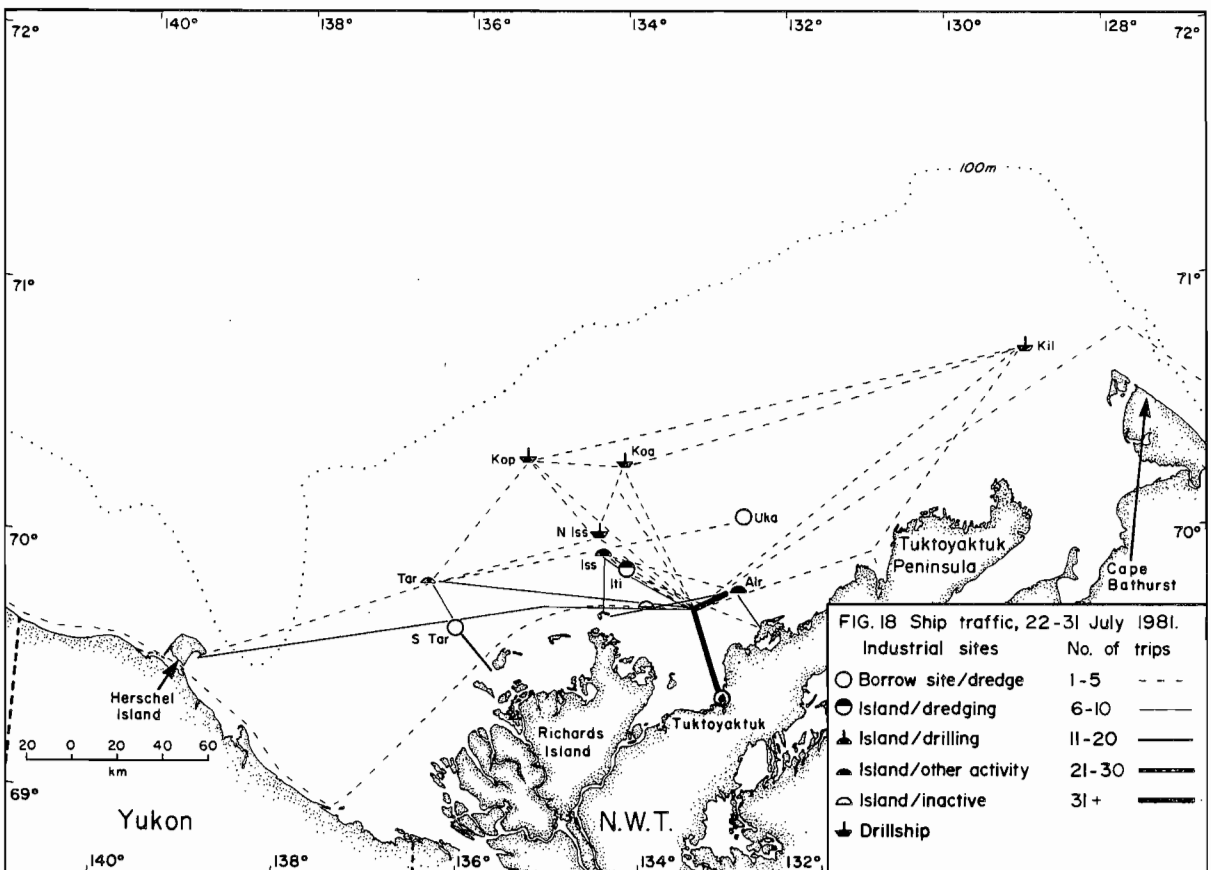 140° 138° 136° 134° 132° 130° 128°
72° 72°
100m
71° 71°
Kil
Kop Koa
Uka
N Iss
70° 70°
Iss
Iti
Tar
Alr
Tuktoyaktuk
Peninsula
Cape
Bathurst
S Tar
Herschel
Island
Tuktoyaktuk
Richards
Island
20 0 20 40 60
km
69°
Yukon
N.W.T.
140° 138° 136° 134° 132°
FIG. 18 Ship traffic, 22-31 July 1981.
Industrial sites No. of trips
Borrow site/dredge 1-5
Island/dredging 6-10
Island/drilling 11-20
Island/other activity 21-30
Island/inactive 31+
Drillship